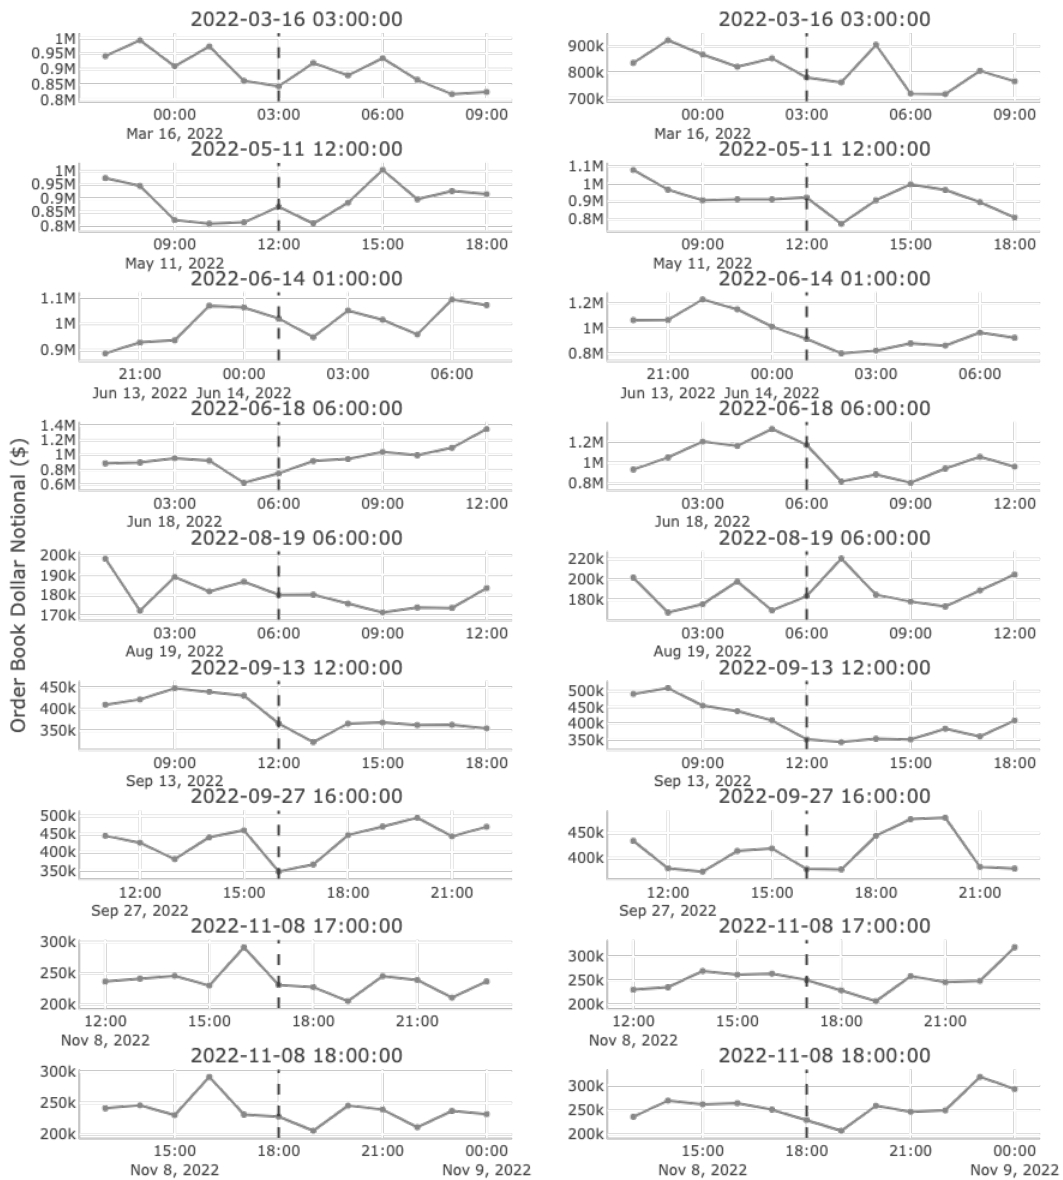 Order Book Dollar Notional ($)
2022-03-16 03:00:00
1M
0.95M
0.9M
0.85M
0.8M
00:00 03:00 06:00 09:00
Mar 16, 2022
2022-03-16 03:00:00
900k
800k
700k
00:00 03:00 06:00 09:00
Mar 16, 2022
2022-05-11 12:00:00
1M
0.95M
0.9M
0.85M
0.8M
09:00 12:00 15:00 18:00
May 11, 2022
2022-05-11 12:00:00
1.1M
1M
0.9M
0.8M
09:00 12:00 15:00 18:00
May 11, 2022
2022-06-14 01:00:00
1.1M
1M
0.9M
21:00 00:00 03:00 06:00
Jun 13, 2022 Jun 14, 2022
2022-06-14 01:00:00
1.2M
1M
0.8M
21:00 00:00 03:00 06:00
Jun 13, 2022 Jun 14, 2022
2022-06-18 06:00:00
1.4M
1.2M
1M
0.8M
0.6M
03:00 06:00 09:00 12:00
Jun 18, 2022
2022-06-18 06:00:00
1.2M
1M
0.8M
03:00 06:00 09:00 12:00
Jun 18, 2022
2022-08-19 06:00:00
200k
190k
180k
170k
03:00 06:00 09:00 12:00
Aug 19, 2022
2022-08-19 06:00:00
220k
200k
180k
03:00 06:00 09:00 12:00
Aug 19, 2022
2022-09-13 12:00:00
450k
400k
350k
09:00 12:00 15:00 18:00
Sep 13, 2022
2022-09-13 12:00:00
500k
450k
400k
350k
09:00 12:00 15:00 18:00
Sep 13, 2022
2022-09-27 16:00:00
500k
450k
400k
350k
12:00 15:00 18:00 21:00
Sep 27, 2022
2022-09-27 16:00:00
450k
400k
12:00 15:00 18:00 21:00
Sep 27, 2022
2022-11-08 17:00:00
300k
250k
200k
12:00 15:00 18:00 21:00
Nov 8, 2022
2022-11-08 17:00:00
300k
250k
200k
12:00 15:00 18:00 21:00
Nov 8, 2022
2022-11-08 18:00:00
300k
250k
200k
15:00 18:00 21:00 00:00
Nov 8, 2022 Nov 9, 2022
2022-11-08 18:00:00
300k
250k
200k
15:00 18:00 21:00 00:00
Nov 8, 2022 Nov 9, 2022